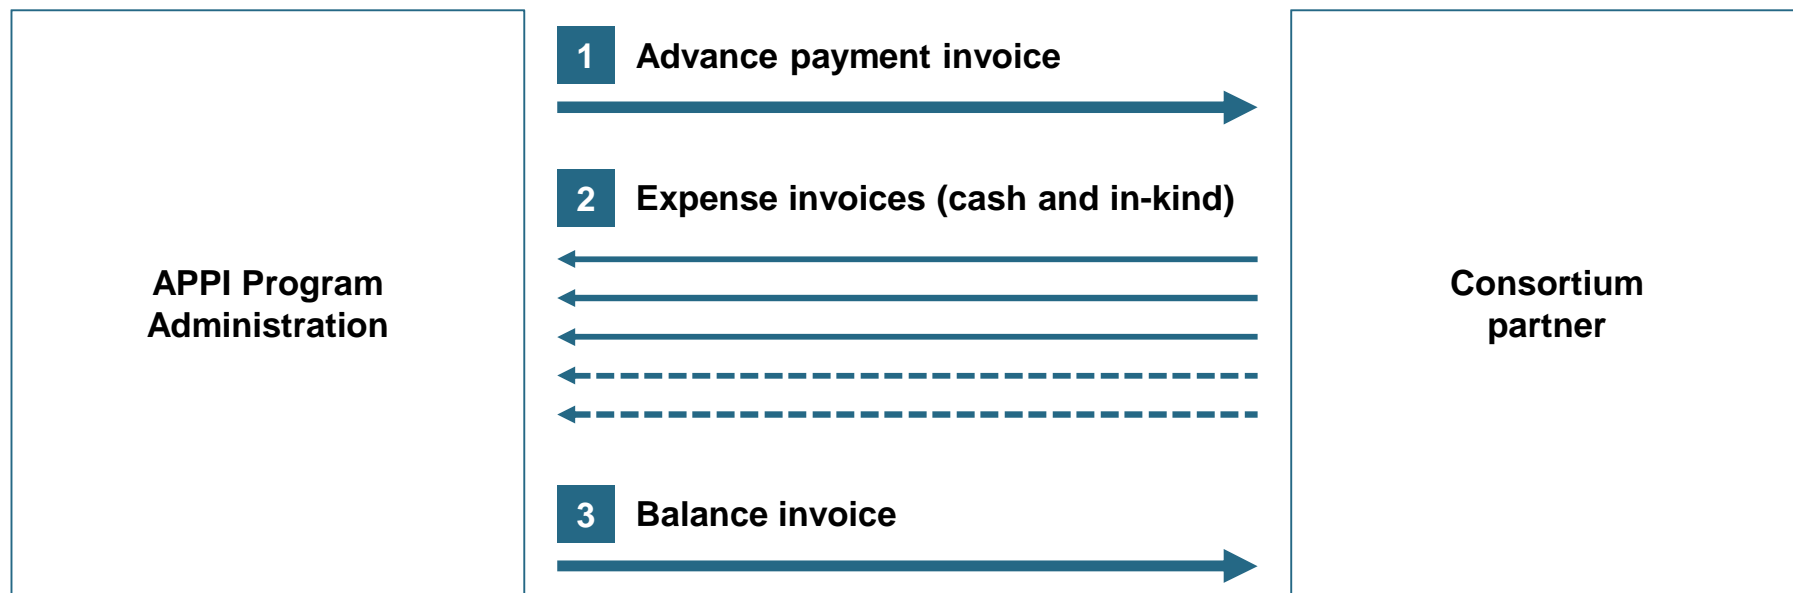 1 Advance payment invoice
2 Expense invoices (cash and in-kind)
APPI Program
Administration
Consortium
partner
3 Balance invoice